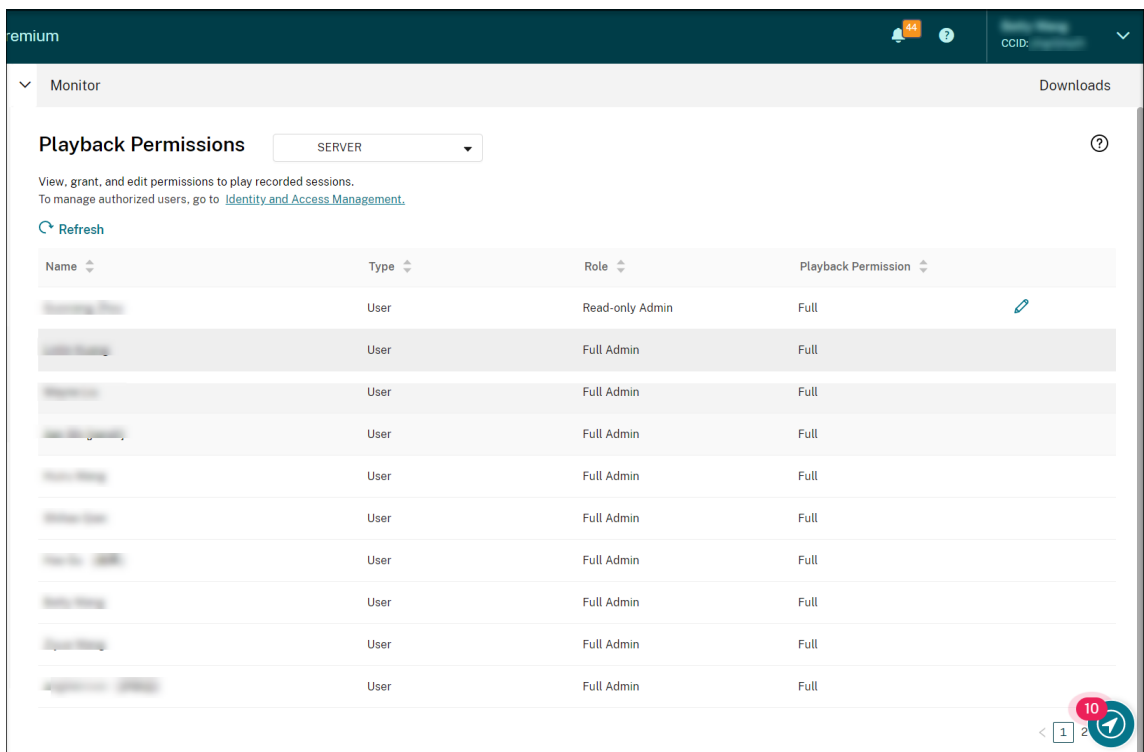 remium
44
CCID:
Monitor
Downloads
Playback Permissions
SERVER
View, grant, and edit permissions to play recorded sessions.
To manage authorized users, go to Identity and Access Management.
Refresh
Name Type Role Playback Permission
User Read-only Admin Full
User Full Admin Full
User Full Admin Full
User Full Admin Full
User Full Admin Full
User Full Admin Full
User Full Admin Full
User Full Admin Full
User Full Admin Full
User Full Admin Full
10
< 1 2